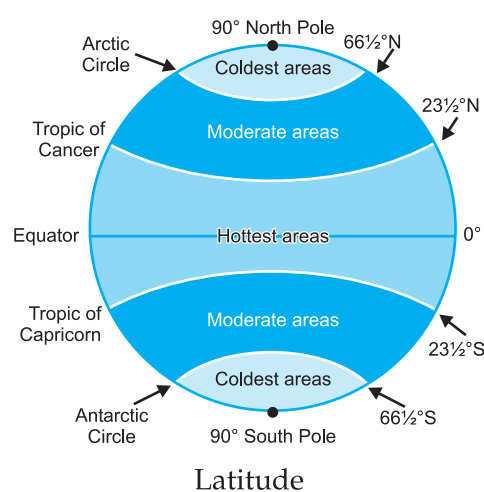 90° North Pole
Arctic
Circle
66½°N
Coldest areas
23½°N
Tropic of
Cancer
Moderate areas
Equator
Hottest areas
0°
Tropic of
Capricorn
Moderate areas
23½°S
Coldest areas
Antarctic
Circle
66½°S
90° South Pole
Latitude